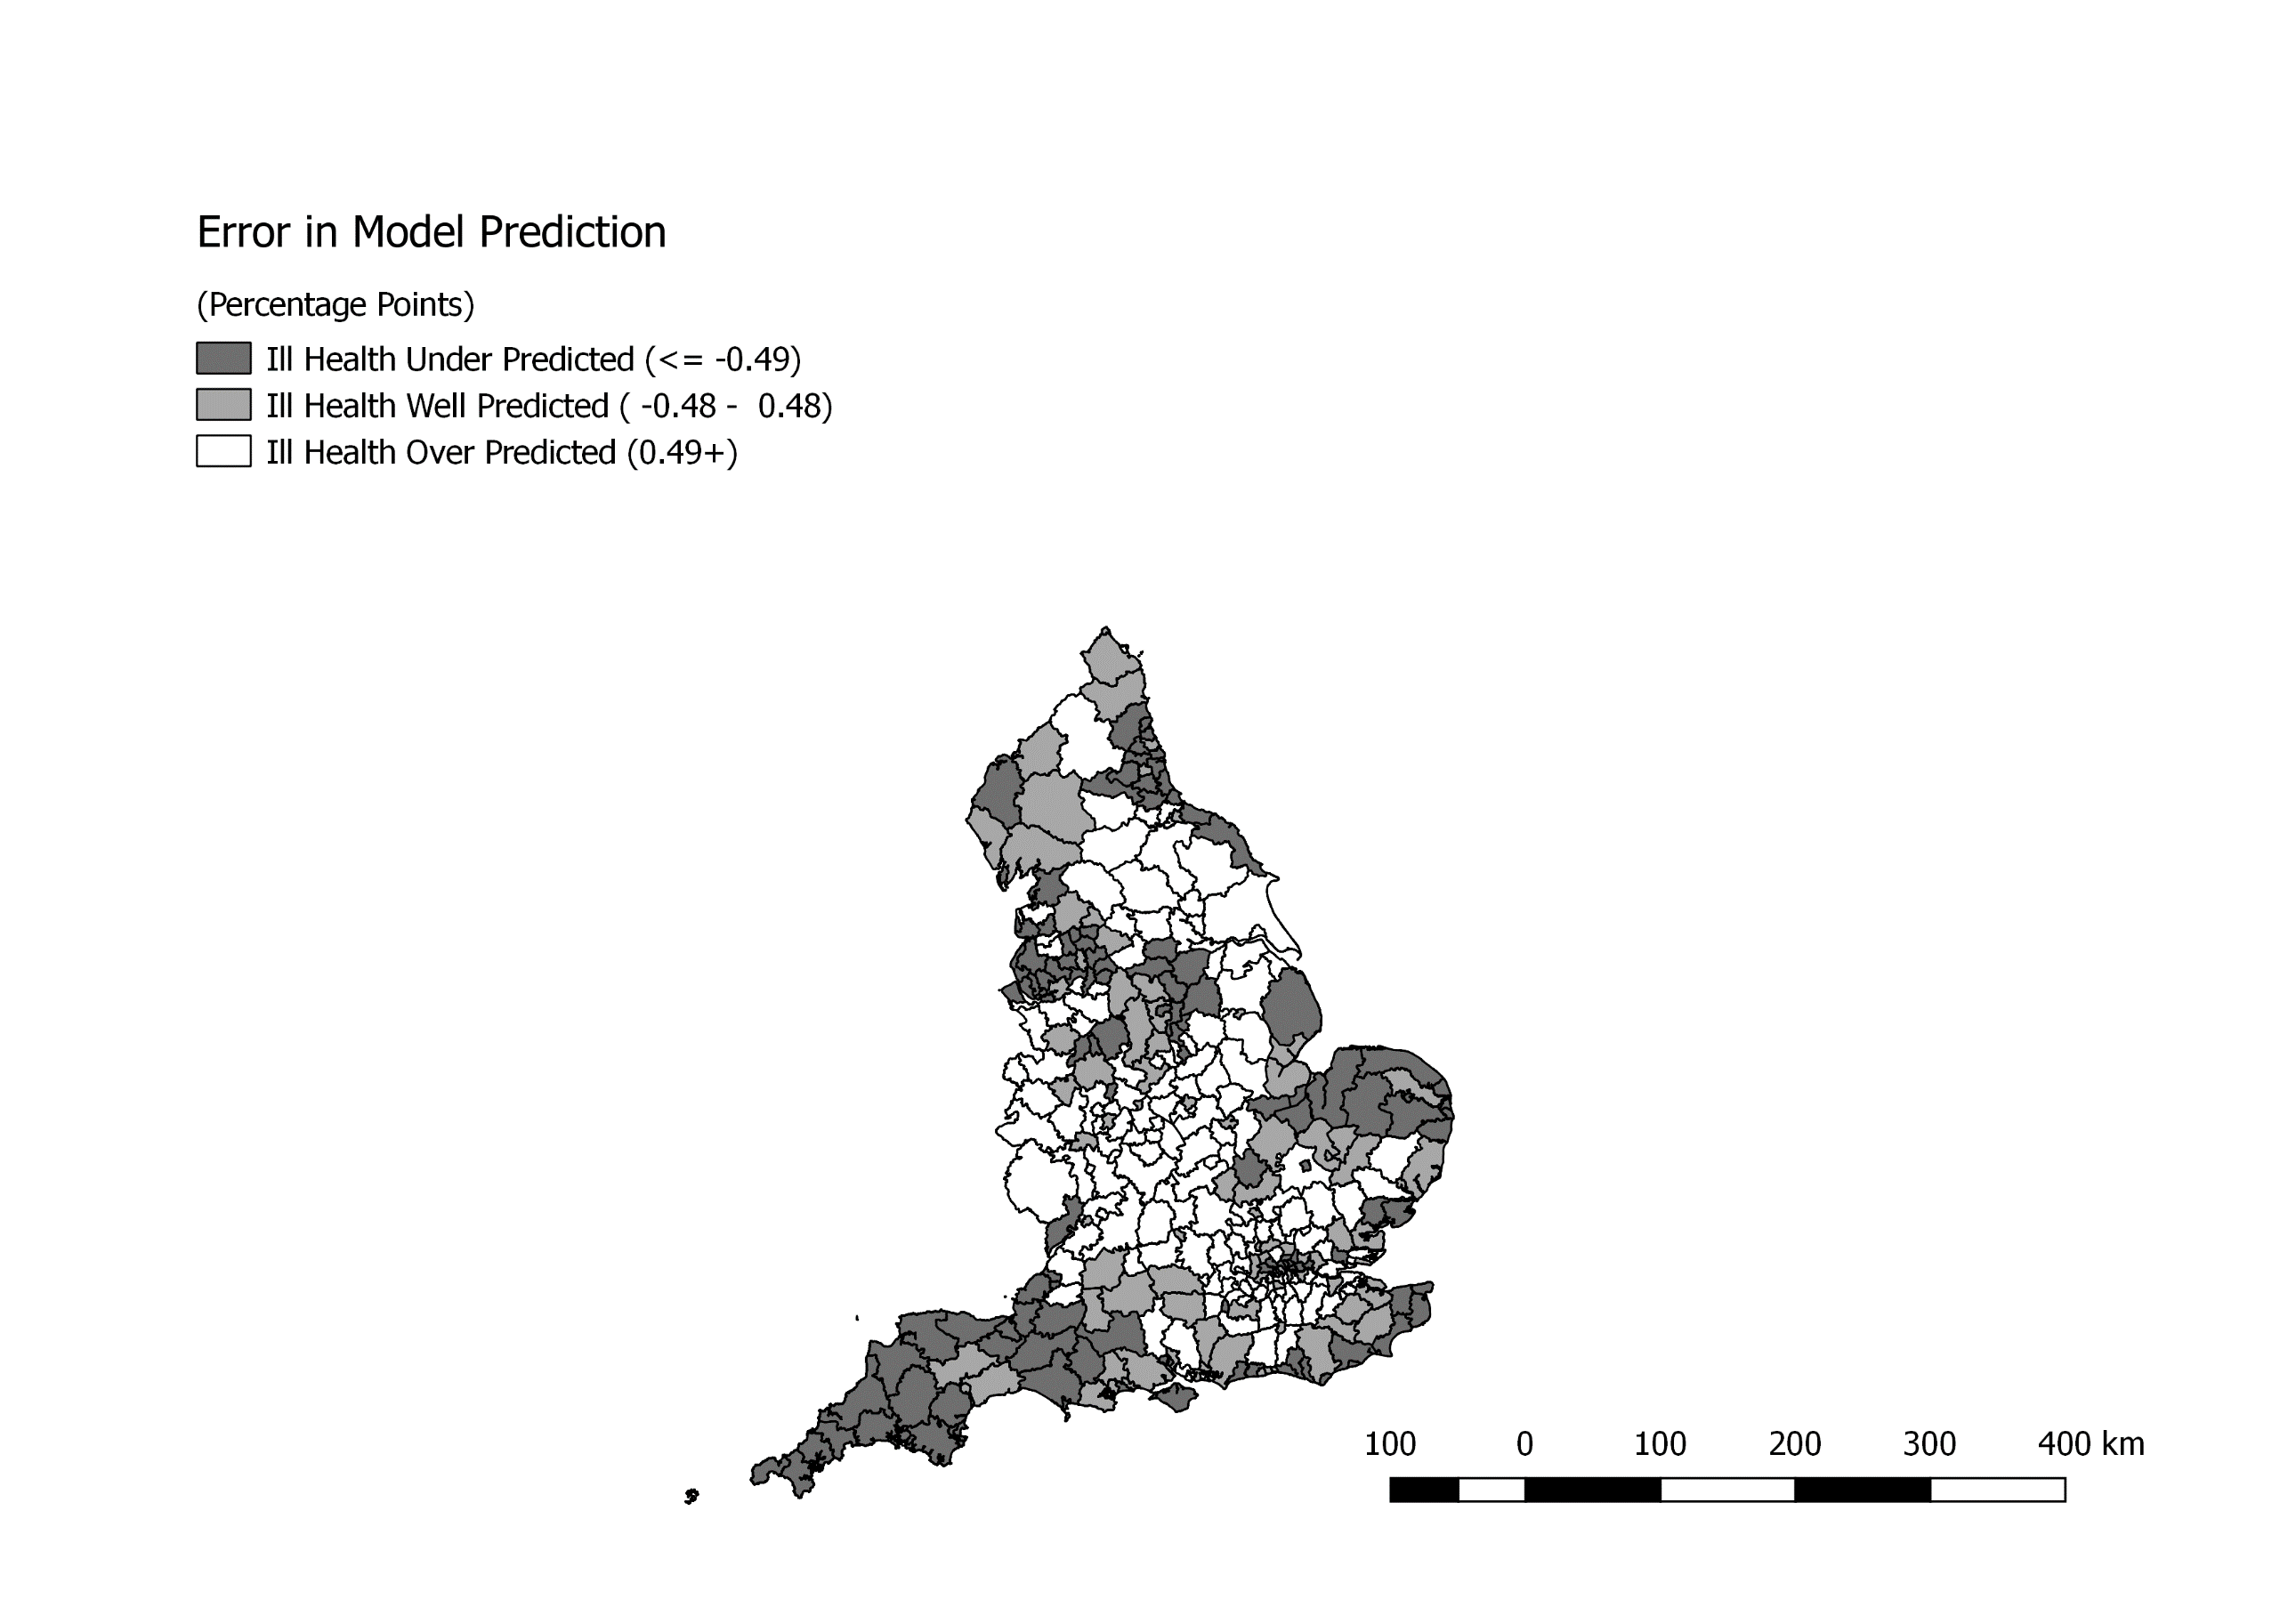 Error in Model Prediction
(Percentage Points)
Ill Health Under Predicted (<= -0.49)
Ill Health Well Predicted ( -0.48 -  0.48)
Ill Health Over Predicted (0.49+)
100 0 100 200 300 400 km